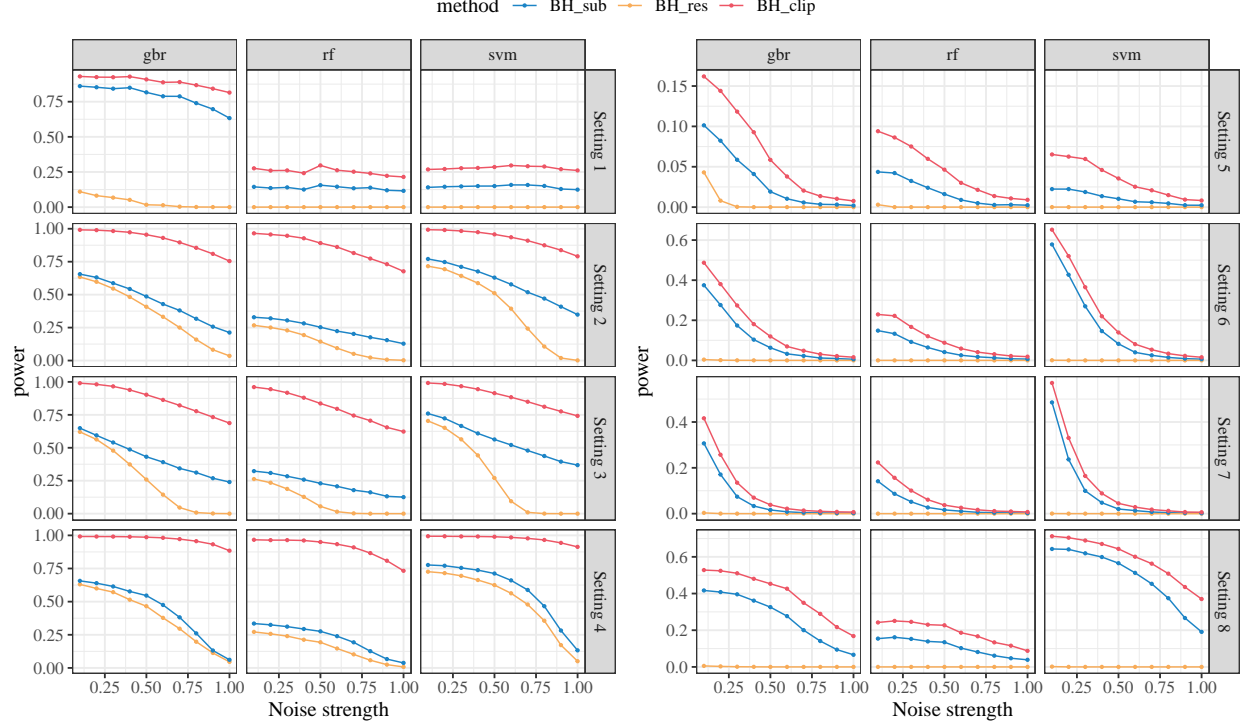 method BH_sub BH_res BH_clip
gbr rf svm
0.75
0.50
0.25
0.00
Setting 1
1.00
0.75
0.50
0.25
0.00
Setting 2
1.00
0.75
0.50
0.25
0.00
Setting 3
1.00
0.75
0.50
0.25
0.00
Setting 4
power
0.25 0.50 0.75 1.00 0.25 0.50 0.75 1.00 0.25 0.50 0.75 1.00
Noise strength
gbr rf svm
0.15
0.10
0.05
0.00
Setting 5
0.6
0.4
0.2
0.0
Setting 6
0.4
0.2
0.0
Setting 7
0.6
0.4
0.2
0.0
Setting 8
power
0.25 0.50 0.75 1.00 0.25 0.50 0.75 1.00 0.25 0.50 0.75 1.00
Noise strength